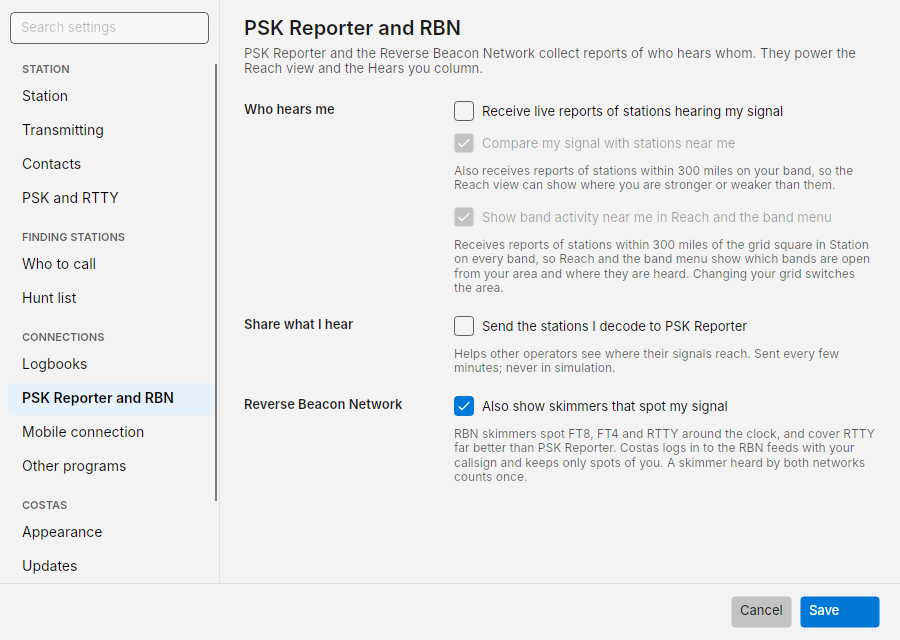 Search settings
STATION
Station
Transmitting
Contacts
PSK and RTTY
FINDING STATIONS
Who to call
Hunt list
CONNECTIONS
Logbooks
PSK Reporter and RBN
Mobile connection
Other programs
COSTAS
Appearance
Updates
PSK Reporter and RBN
PSK Reporter and the Reverse Beacon Network collect reports of who hears whom. They power the
Reach view and the Hears you column.
Who hears me
Receive live reports of stations hearing my signal
Compare my signal with stations near me
Also receives reports of stations within 300 miles on your band, so the
Reach view can show where you are stronger or weaker than them.
Show band activity near me in Reach and the band menu
Receives reports of stations within 300 miles of the grid square in Station
on every band, so Reach and the band menu show which bands are open
from your area and where they are heard. Changing your grid switches
the area.
Share what I hear
Send the stations I decode to PSK Reporter
Helps other operators see where their signals reach. Sent every few
minutes; never in simulation.
Reverse Beacon Network
Also show skimmers that spot my signal
RBN skimmers spot FT8, FT4 and RTTY around the clock, and cover RTTY
far better than PSK Reporter. Costas logs in to the RBN feeds with your
callsign and keeps only spots of you. A skimmer heard by both networks
counts once.
Cancel
Save